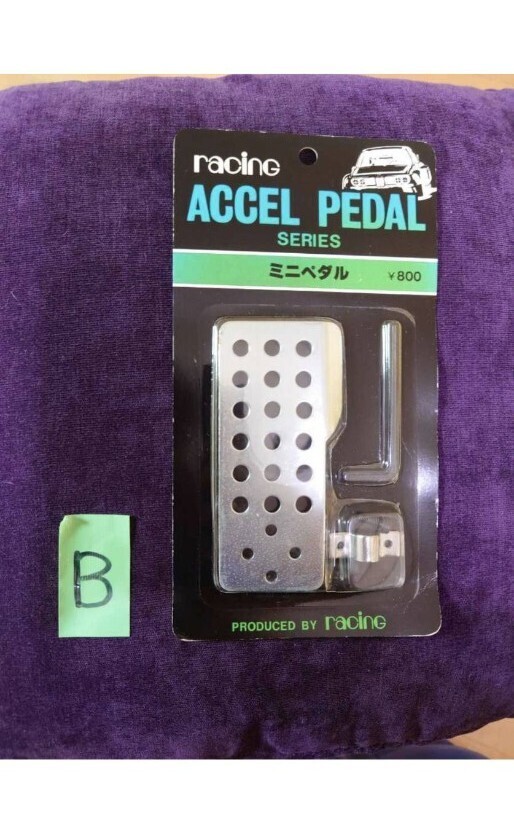 racing
ACCEL PEDAL
SERIES
ミニペダル ¥800
B
PRODUCED BY racing